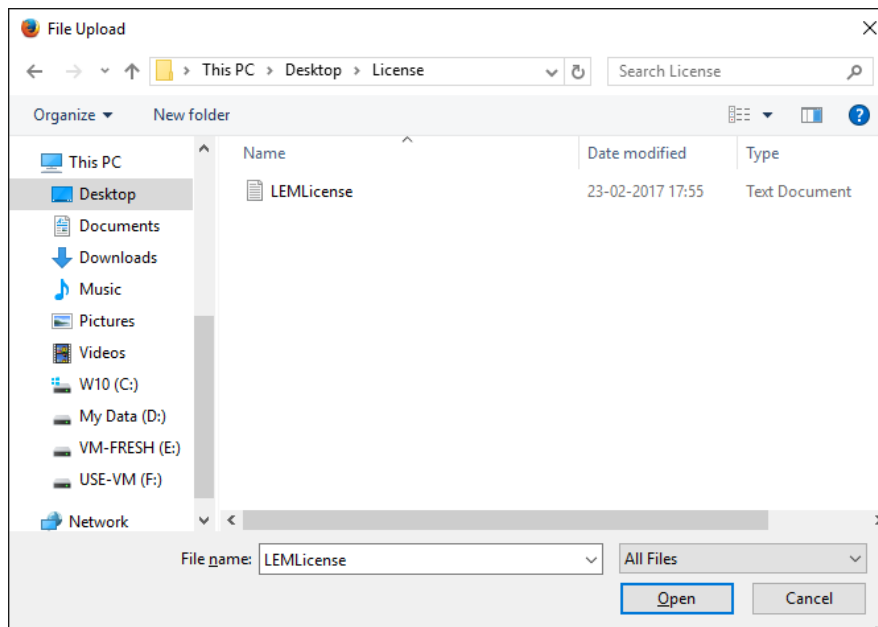 File Upload
This PC > Desktop > License
Search License
Organize
New folder
?
This PC
Desktop
Documents
Downloads
Music
Pictures
Videos
W10 (C:)
My Data (D:)
VM-FRESH (E:)
USE-VM (F:)
Network
Name Date modified Type
LEMLicense 23-02-2017 17:55 Text Document
File name: LEMLicense All Files
Open Cancel